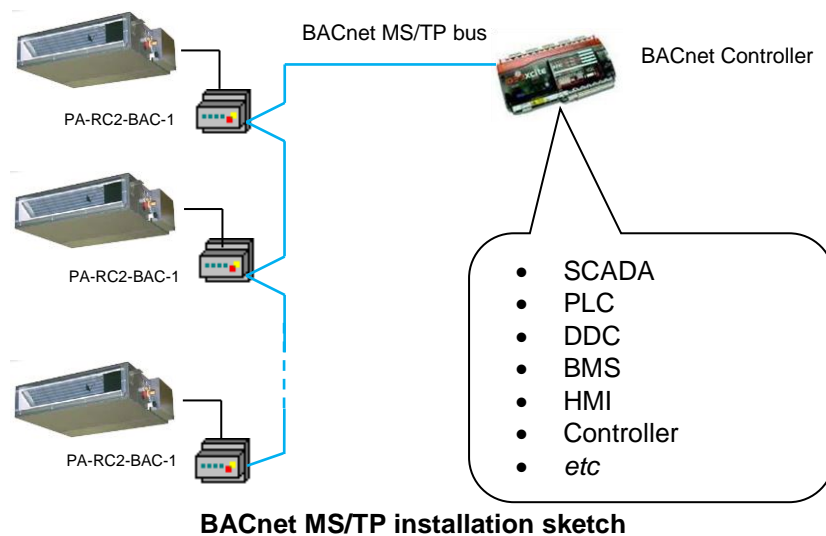 BACnet MS/TP bus
BACnet Controller
xcite
PA-RC2-BAC-1
PA-RC2-BAC-1
• SCADA
• PLC
• DDC
• BMS
• HMI
• Controller
• etc
PA-RC2-BAC-1
BACnet MS/TP installation sketch